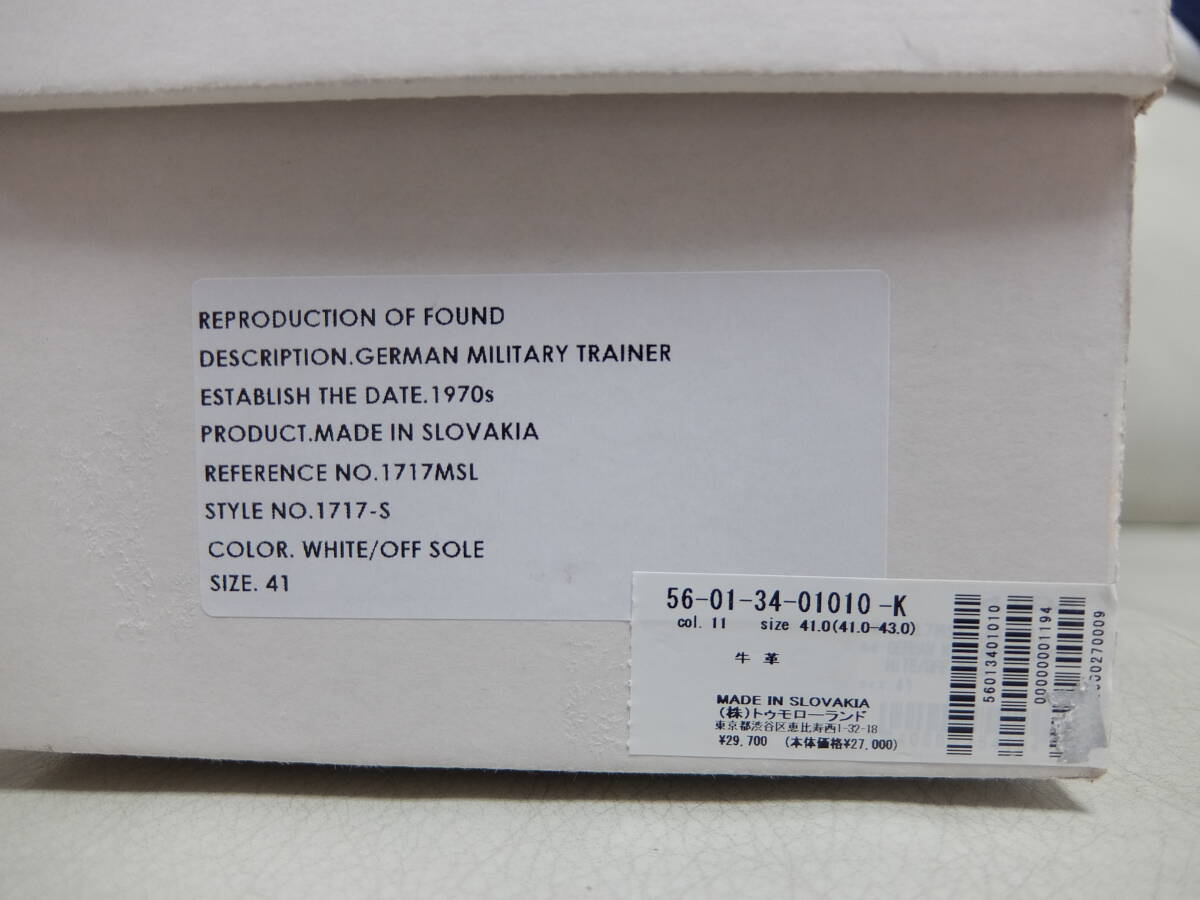 REPRODUCTION OF FOUND
DESCRIPTION.GERMAN MILITARY TRAINER
ESTABLISH THE DATE.1970s
PRODUCT.MADE IN SLOVAKIA
REFERENCE NO.1717MSL
STYLE NO.1717-S
COLOR. WHITE/OFF SOLE
SIZE. 41
56-01-34-01010-K
col. 11 size 41.0(41.0-43.0)
牛 革
MADE IN SLOVAKIA
(株)トゥモローランド
東京都渋谷区恵比寿西1-32-18
¥29,700 (本体価格¥27,000)
56013401010
00000001194
00270009